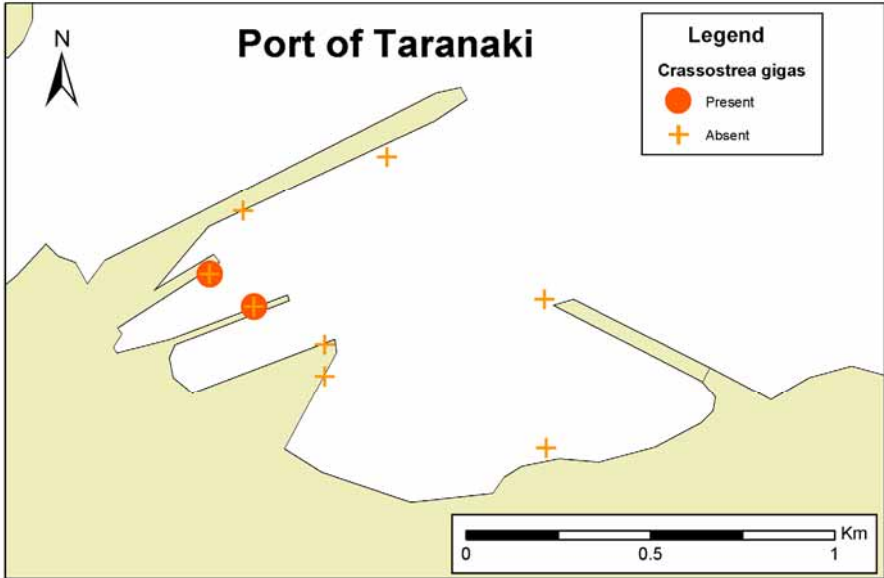 Port of Taranaki
N
Legend
Crassostrea gigas
Present
Absent
Km
0 0.5 1